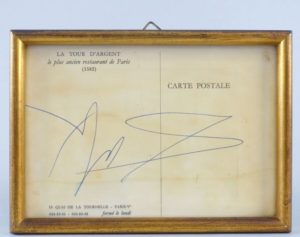 LA TOUR D'ARGENT
le plus ancien restaurant de Paris
(1582)
CARTE POSTALE
15 QUAI DE LA TOURNELLE - PARIS-Vᵉ
fermé le lundi